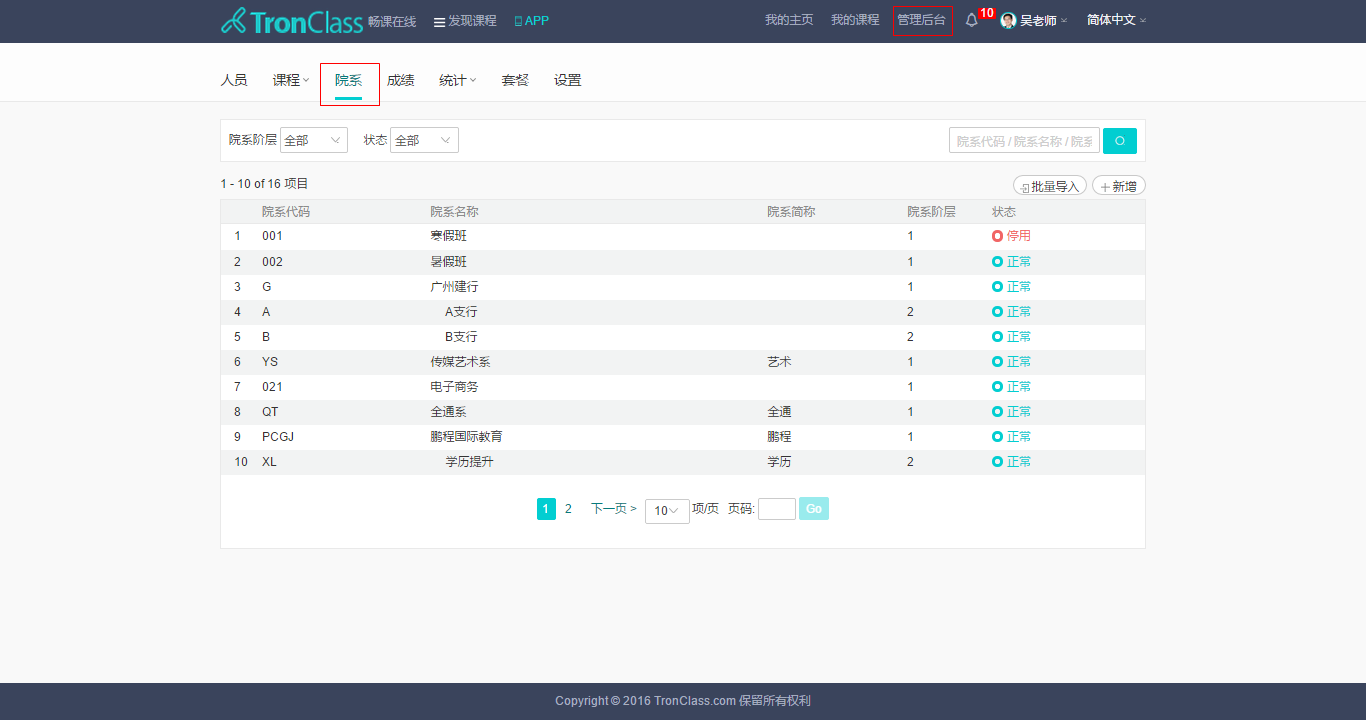 TronClass 畅课在线 发现课程 APP 我的主页 我的课程 管理后台 10 吴老师 简体中文
人员 课程 院系 成绩 统计 套餐 设置
院系阶层 全部 状态 全部 院系代码 / 院系名称 / 院系
1 - 10 of 16 项目 批量导入 新增
院系代码 院系名称 院系简称 院系阶层 状态
1 001 寒假班 1 停用
2 002 暑假班 1 正常
3 G 广州建行 1 正常
4 A A支行 2 正常
5 B B支行 2 正常
6 YS 传媒艺术系 艺术 1 正常
7 021 电子商务 1 正常
8 QT 全通系 全通 1 正常
9 PCGJ 鹏程国际教育 鹏程 1 正常
10 XL 学历提升 学历 2 正常
1 2 下一页 > 10 项/页 页码: Go
Copyright © 2016 TronClass.com 保留所有权利